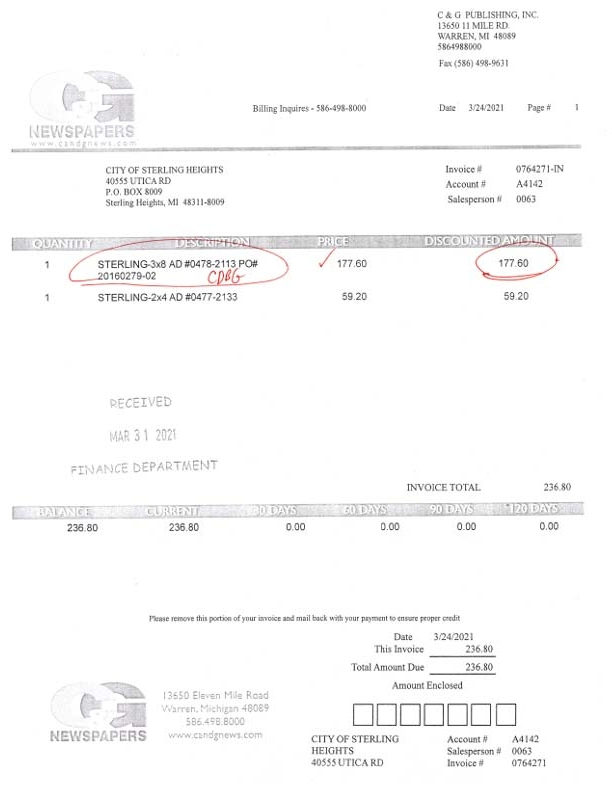 C & G PUBLISHING, INC.
13650 11 MILE RD.
WARREN, MI 48089
5864988000
Fax (586) 498-9631
C&G
NEWSPAPERS
www.candgnews.com
Billing Inquires - 586-498-8000 Date 3/24/2021 Page # 1
CITY OF STERLING HEIGHTS
40555 UTICA RD
P.O. BOX 8009
Sterling Heights, MI 48311-8009
Invoice # 0764271-IN
Account # A4142
Salesperson # 0063
QUANTITY DESCRIPTION PRICE DISCOUNTED AMOUNT
1 STERLING-3x8 AD #0478-2113 PO# 177.60 177.60
20160279-02 CDBG
1 STERLING-2x4 AD #0477-2133 59.20 59.20
RECEIVED
MAR 31 2021
FINANCE DEPARTMENT
INVOICE TOTAL 236.80
BALANCE CURRENT 30 DAYS 60 DAYS 90 DAYS 120 DAYS
236.80 236.80 0.00 0.00 0.00 0.00
Please remove this portion of your invoice and mail back with your payment to ensure proper credit
Date 3/24/2021
This Invoice 236.80
Total Amount Due 236.80
Amount Enclosed
C&G
NEWSPAPERS
13650 Eleven Mile Road
Warren, Michigan 48089
586.498.8000
www.candgnews.com
CITY OF STERLING
HEIGHTS
40555 UTICA RD
Account # A4142
Salesperson # 0063
Invoice # 0764271